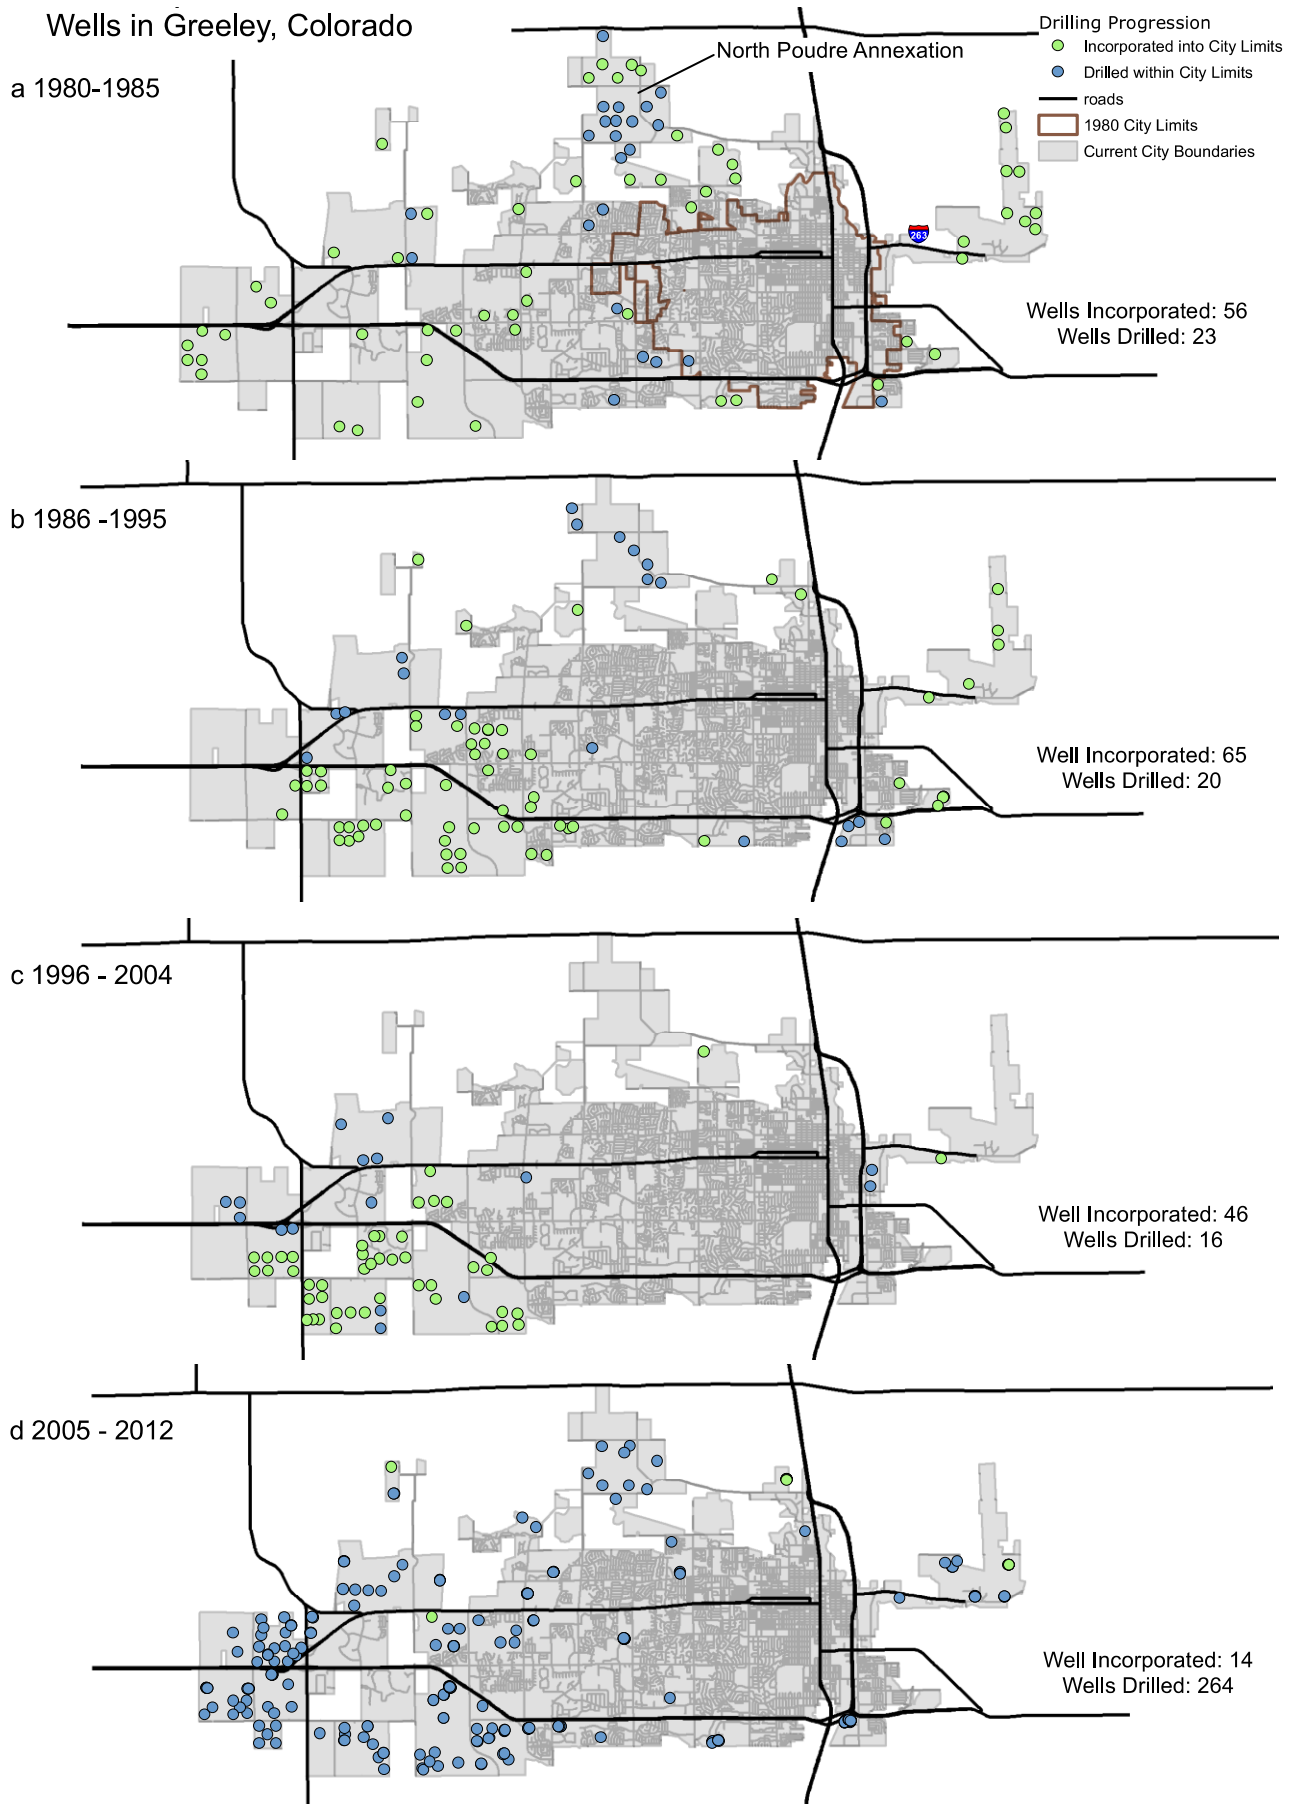 Wells in Greeley, Colorado
North Poudre Annexation
Drilling Progression
Incorporated into City Limits
Drilled within City Limits
roads
1980 City Limits
Current City Boundaries
a 1980-1985
263
Wells Incorporated: 56
Wells Drilled: 23
b 1986 -1995
Well Incorporated: 65
Wells Drilled: 20
c 1996 - 2004
Well Incorporated: 46
Wells Drilled: 16
d 2005 - 2012
Well Incorporated: 14
Wells Drilled: 264